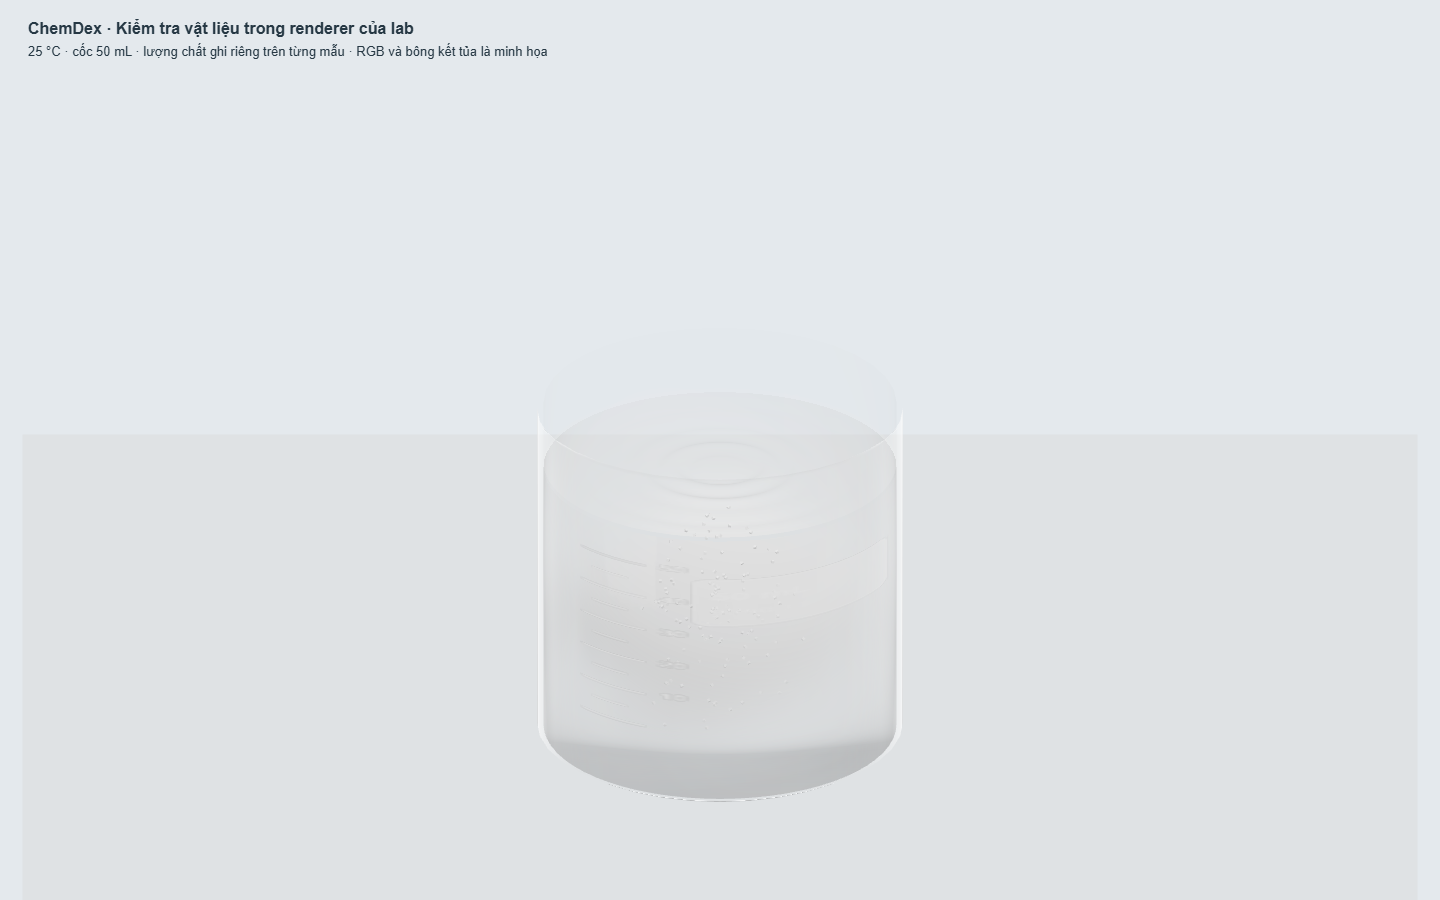 ChemDex · Kiểm tra vật liệu trong renderer của lab
25 °C · cốc 50 mL · lượng chất ghi riêng trên từng mẫu · RGB và bông kết tủa là minh họa